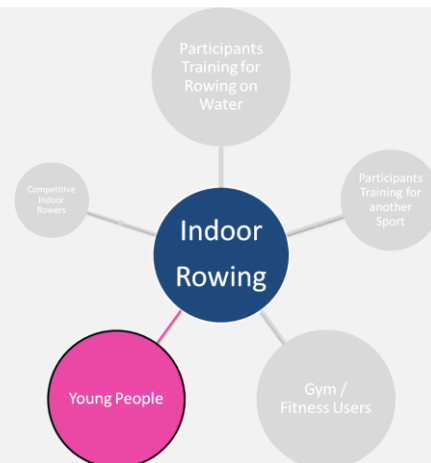 Participants
Training for
Rowing on
Water
Competitive
Indoor
Rowers
Participants
Training for
another
Sport
Indoor
Rowing
Young People
Gym /
Fitness Users